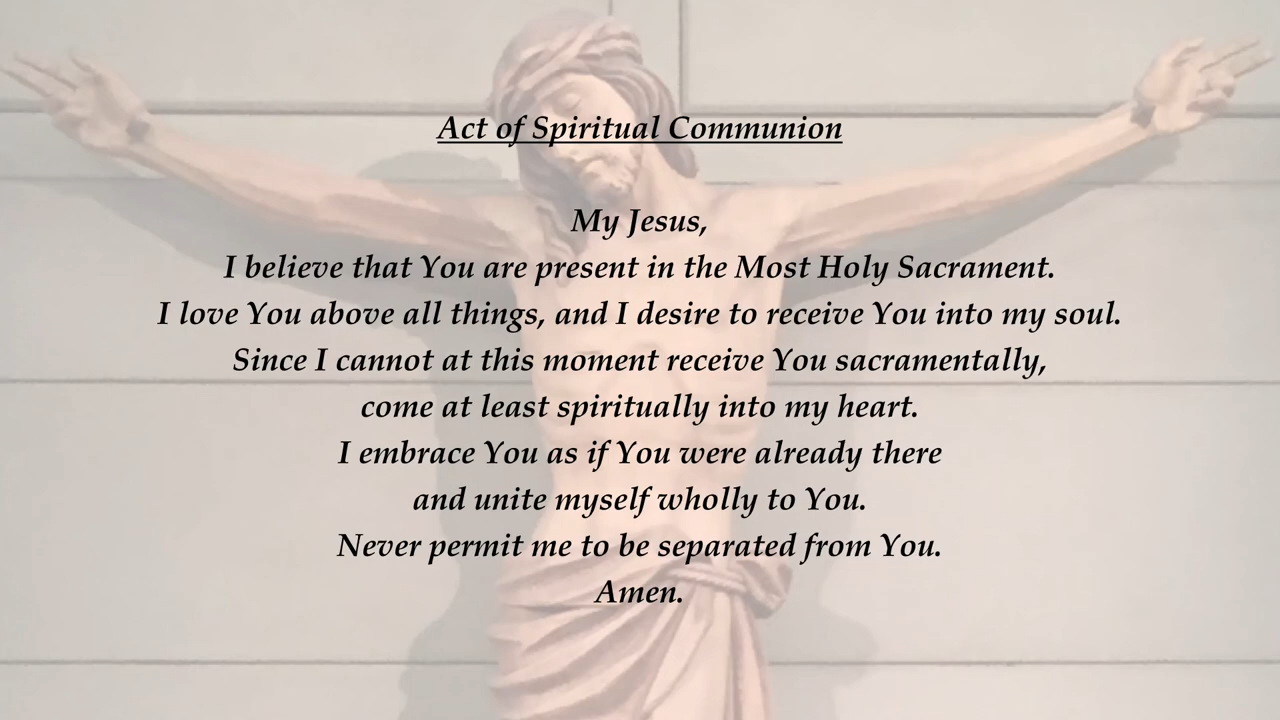 Act of Spiritual Communion
My Jesus,
I believe that You are present in the Most Holy Sacrament.
I love You above all things, and I desire to receive You into my soul.
Since I cannot at this moment receive You sacramentally,
come at least spiritually into my heart.
I embrace You as if You were already there
and unite myself wholly to You.
Never permit me to be separated from You.
Amen.